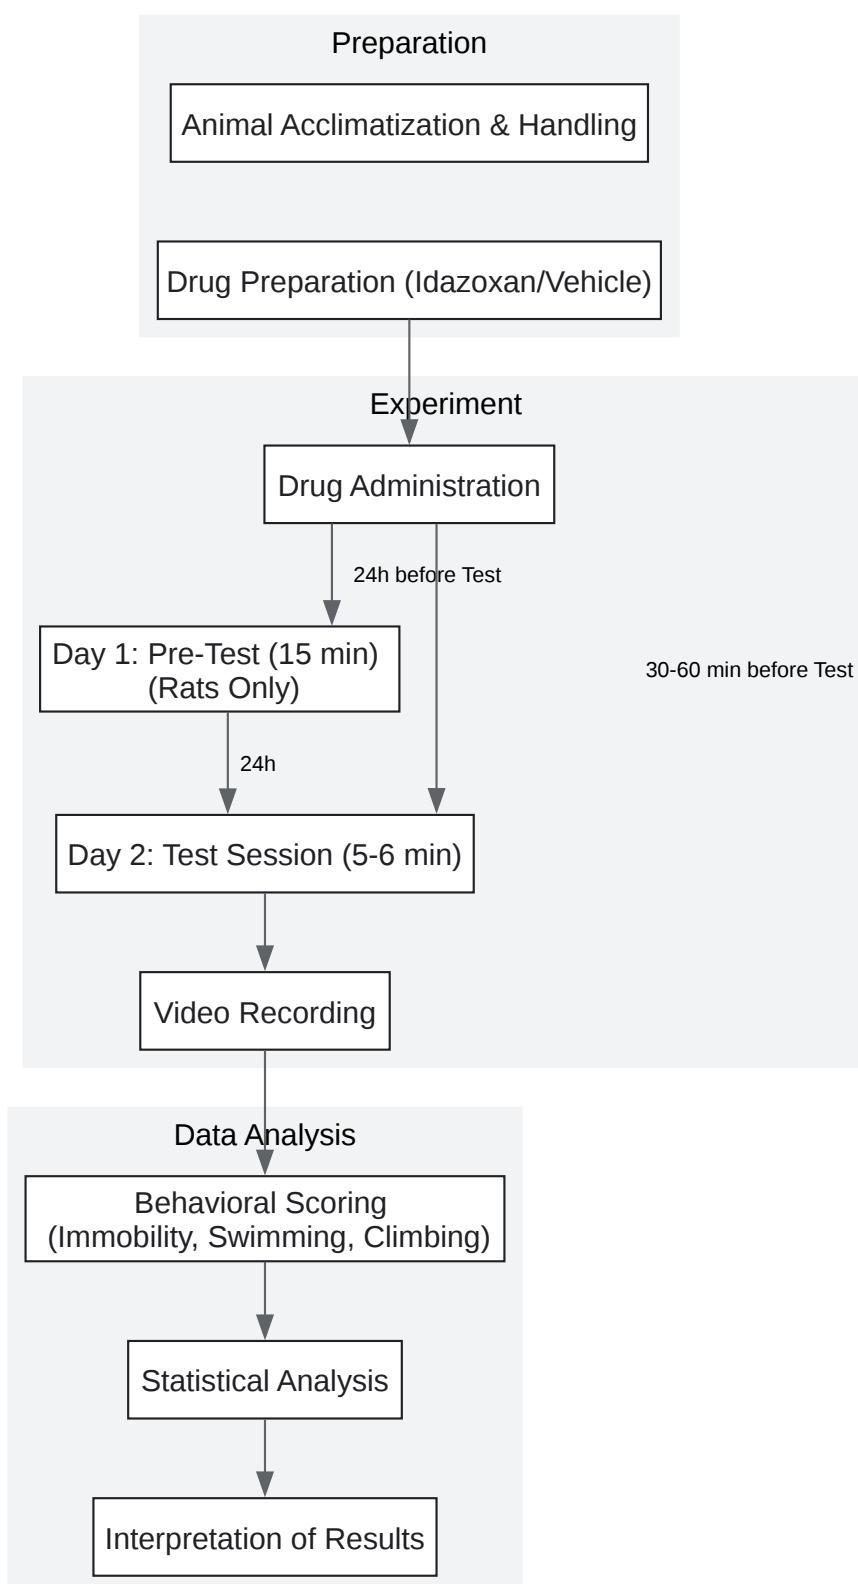 Preparation
Animal Acclimatization & Handling
Drug Preparation (Idazoxan/Vehicle)
Experiment
Drug Administration
24h before Test
Day 1: Pre-Test (15 min)
(Rats Only)
30-60 min before Test
24h
Day 2: Test Session (5-6 min)
Video Recording
Data Analysis
Behavioral Scoring
(Immobility, Swimming, Climbing)
Statistical Analysis
Interpretation of Results